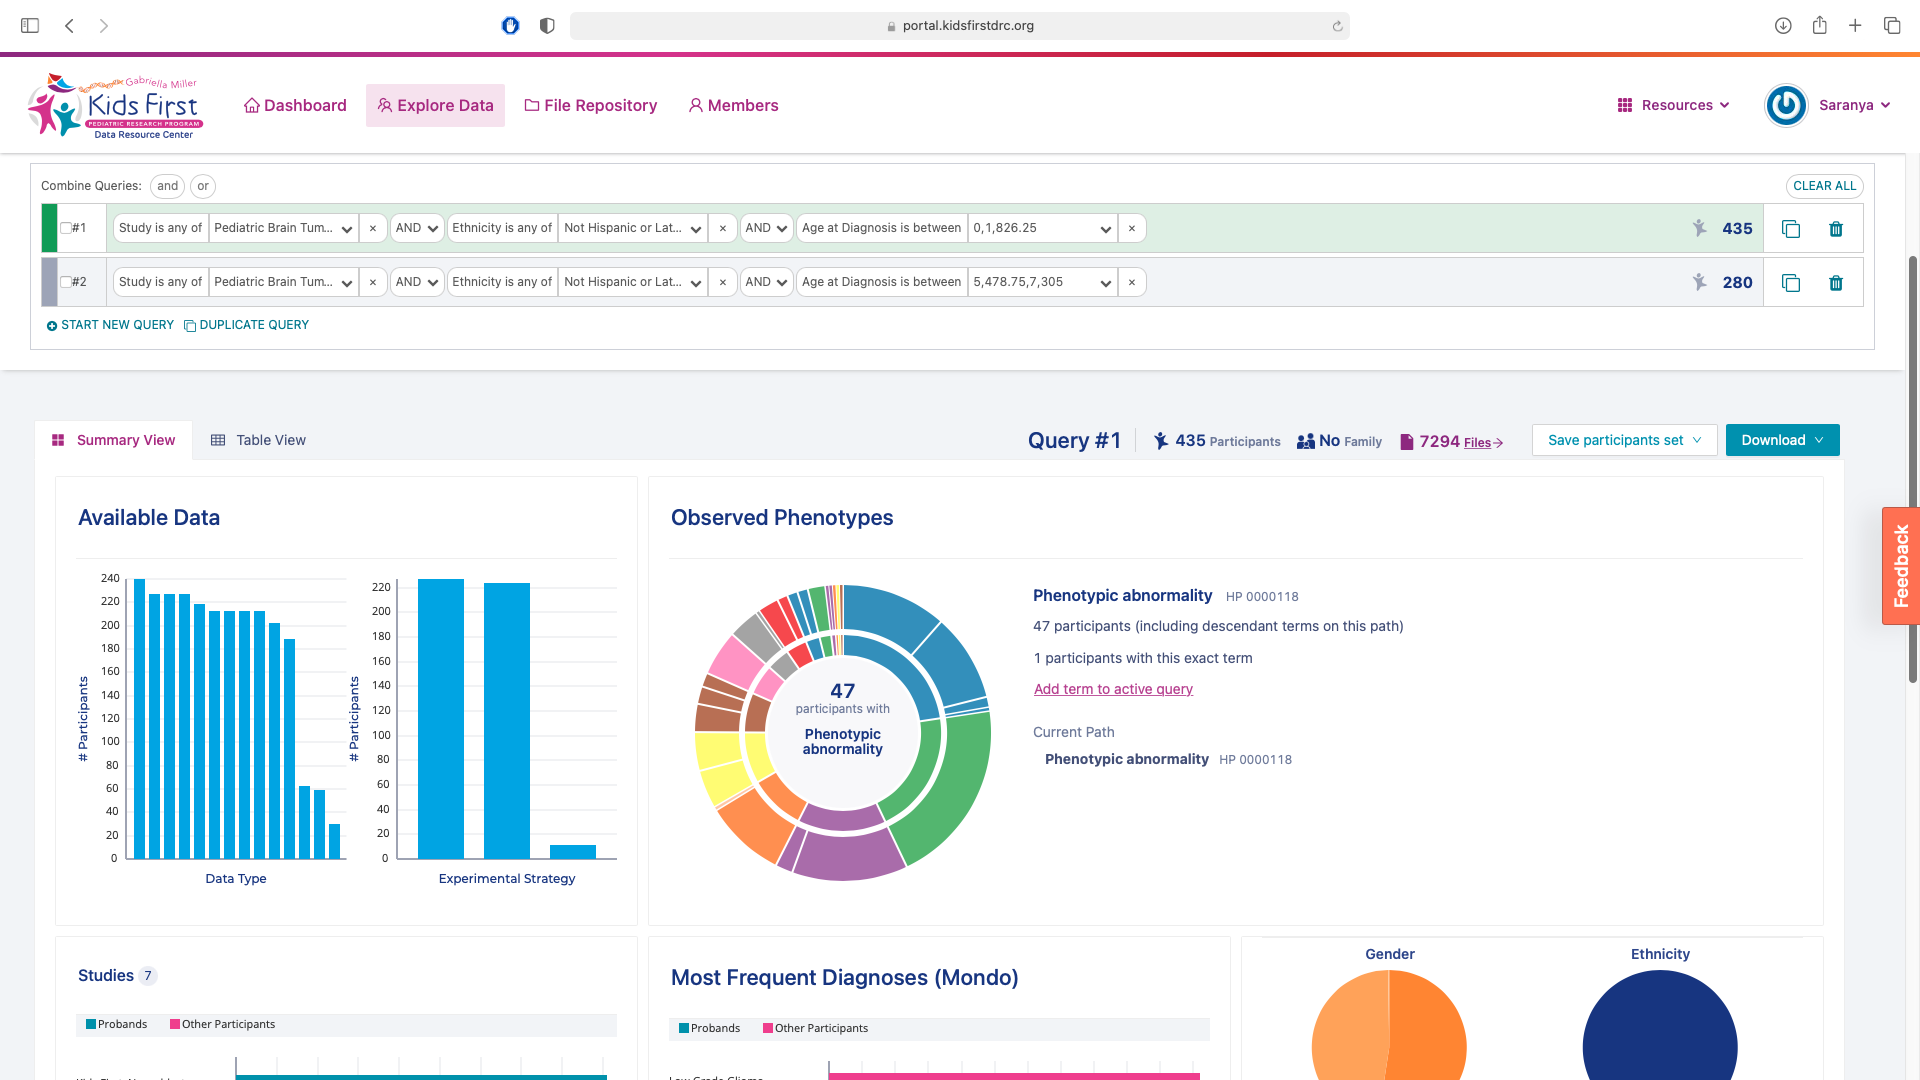 portal.kidsfirstdrc.org
Gabriella Miller
Kids First
PEDIATRIC RESEARCH PROGRAM
Data Resource Center
Dashboard
Explore Data
File Repository
Members
Resources
Saranya
Combine Queries: and or
CLEAR ALL
#1 Study is any of Pediatric Brain Tum... × AND Ethnicity is any of Not Hispanic or Lat... × AND Age at Diagnosis is between 0,1,826.25 × 435
#2 Study is any of Pediatric Brain Tum... × AND Ethnicity is any of Not Hispanic or Lat... × AND Age at Diagnosis is between 5,478.75,7,305 × 280
START NEW QUERY DUPLICATE QUERY
Summary View
Table View
Query #1
435 Participants
No Family
7294 Files
Save participants set
Download
Feedback
Available Data
# Participants
240
220
200
180
160
140
120
100
80
60
40
20
0
Data Type
# Participants
220
200
180
160
140
120
100
80
60
40
20
0
Experimental Strategy
Observed Phenotypes
47
participants with
Phenotypic
abnormality
Phenotypic abnormality HP 0000118
47 participants (including descendant terms on this path)
1 participants with this exact term
Add term to active query
Current Path
Phenotypic abnormality HP 0000118
Studies 7
Probands Other Participants
Most Frequent Diagnoses (Mondo)
Probands Other Participants
Gender
Ethnicity